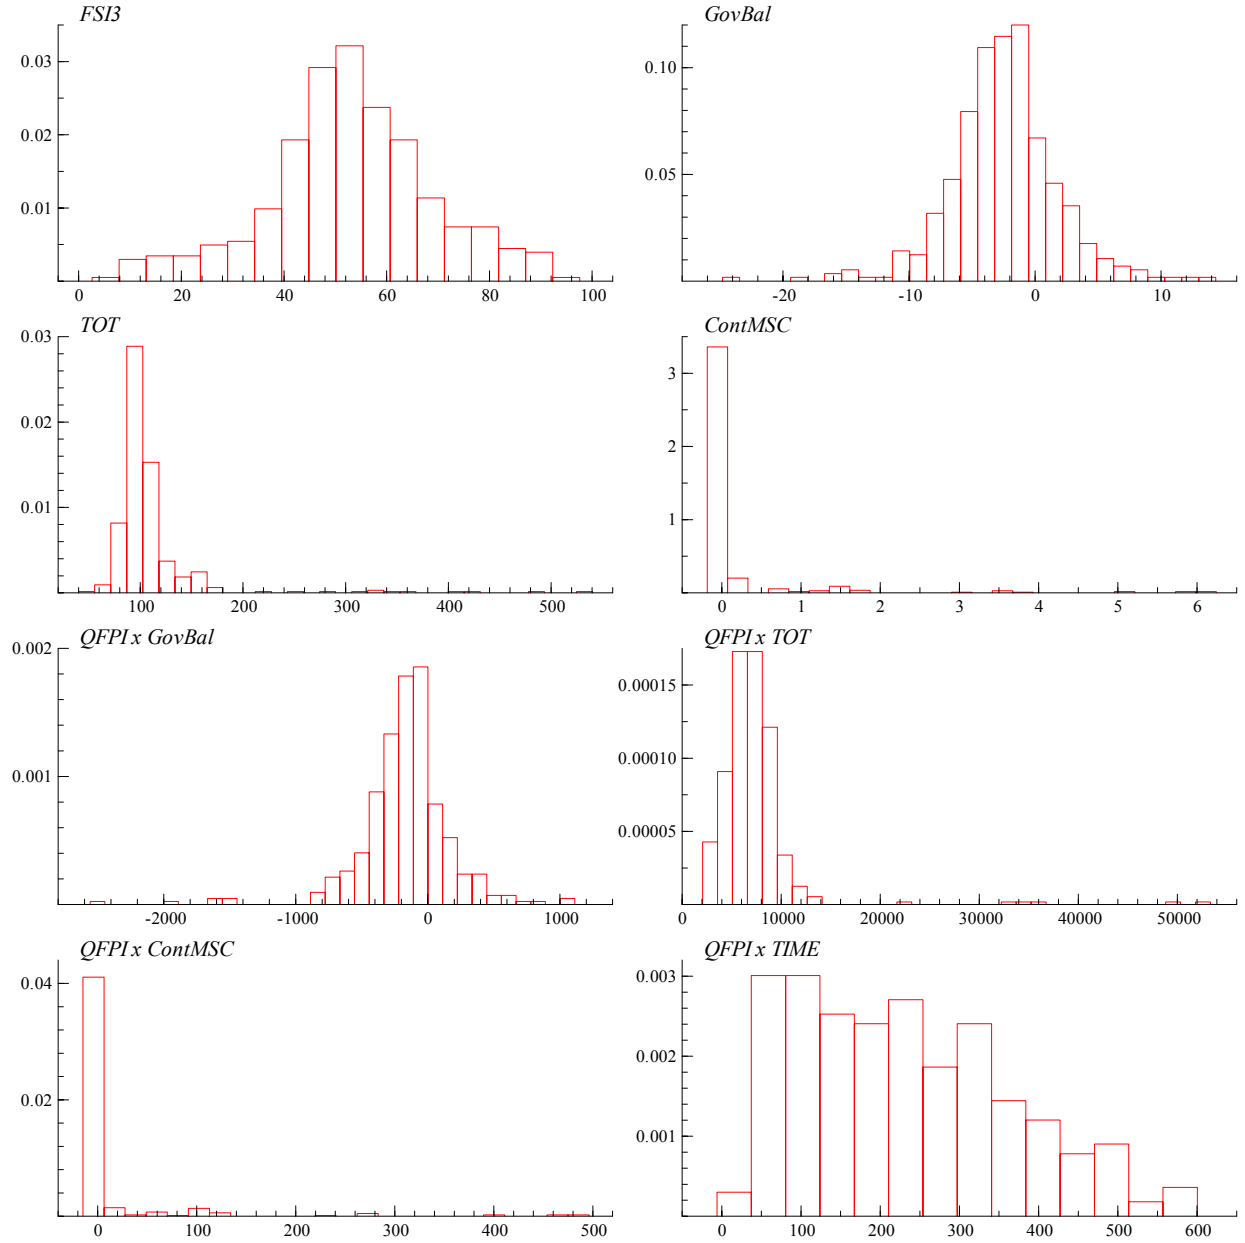 FSI3
0.03
0.02
0.01
0 20 40 60 80 100
GovBal
0.10
0.05
-20 -10 0 10
TOT
0.03
0.02
0.01
100 200 300 400 500
ContMSC
3
2
1
0 1 2 3 4 5 6
QFPI x GovBal
0.002
0.001
-2000 -1000 0 1000
QFPI x TOT
0.00015
0.00010
0.00005
0 10000 20000 30000 40000 50000
QFPI x ContMSC
0.04
0.02
0 100 200 300 400 500
QFPI x TIME
0.003
0.002
0.001
0 100 200 300 400 500 600